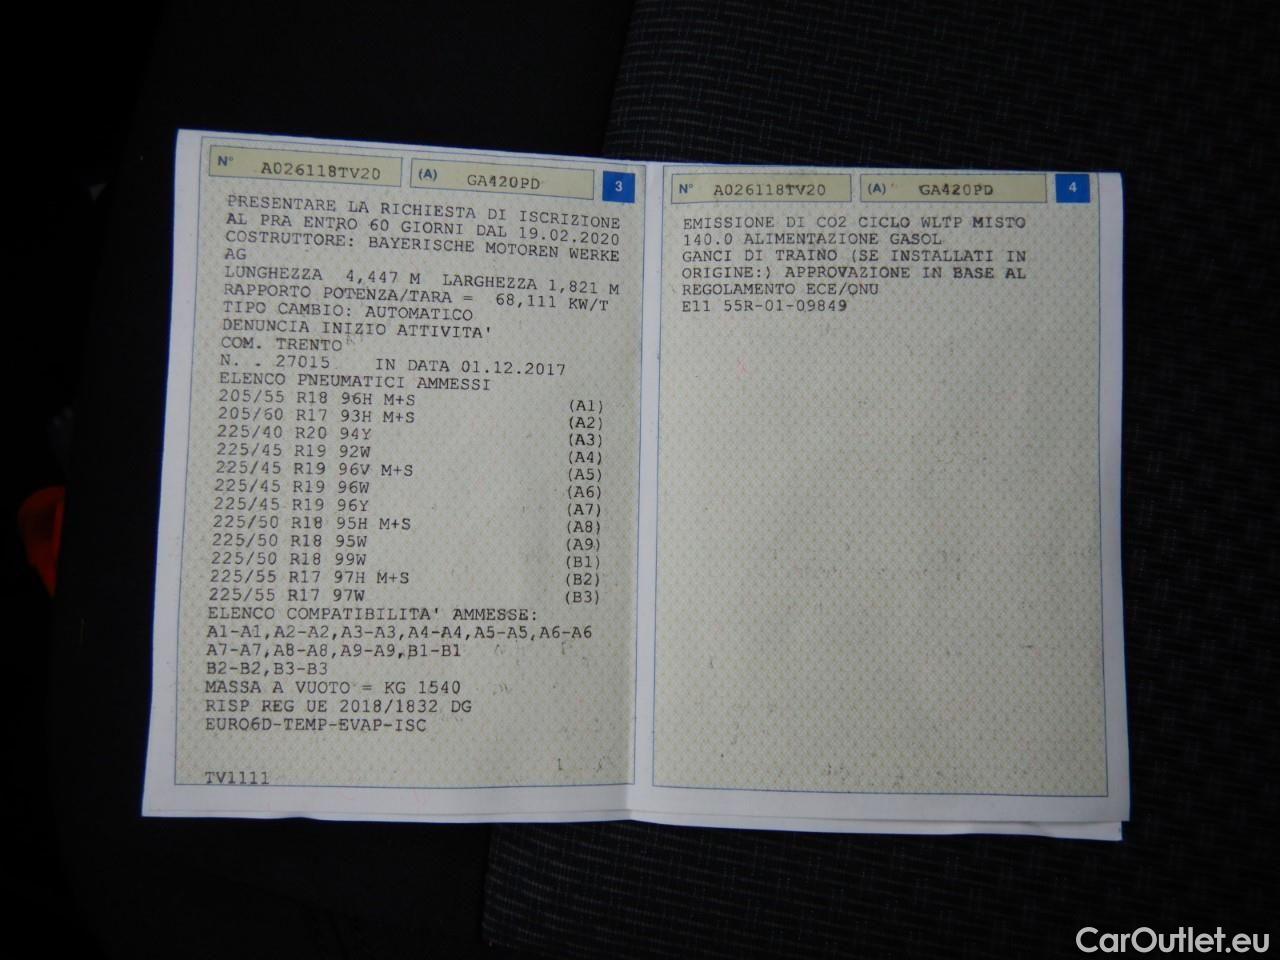 N° A026118TV20 (A) GA420PD 3
PRESENTARE LA RICHIESTA DI ISCRIZIONE
AL PRA ENTRO 60 GIORNI DAL 19.02.2020
COSTRUTTORE: BAYERISCHE MOTOREN WERKE
AG
LUNGHEZZA 4,447 M LARGHEZZA 1,821 M
RAPPORTO POTENZA/TARA = 68,111 KW/T
TIPO CAMBIO: AUTOMATICO
DENUNCIA INIZIO ATTIVITA'
COM. TRENTO
N. . 27015 IN DATA 01.12.2017
ELENCO PNEUMATICI AMMESSI
205/55 R18 96H M+S (A1)
205/60 R17 93H M+S (A2)
225/40 R20 94Y (A3)
225/45 R19 92W (A4)
225/45 R19 96V M+S (A5)
225/45 R19 96W (A6)
225/45 R19 96Y (A7)
225/50 R18 95H M+S (A8)
225/50 R18 95W (A9)
225/50 R18 99W (B1)
225/55 R17 97H M+S (B2)
225/55 R17 97W (B3)
ELENCO COMPATIBILITA' AMMESSE:
A1-A1,A2-A2,A3-A3,A4-A4,A5-A5,A6-A6
A7-A7,A8-A8,A9-A9,B1-B1
B2-B2,B3-B3
MASSA A VUOTO = KG 1540
RISP REG UE 2018/1832 DG
EURO6D-TEMP-EVAP-ISC
TV1111
N° A026118TV20 (A) GA420PD 4
EMISSIONE DI CO2 CICLO WLTP MISTO
140.0 ALIMENTAZIONE GASOL
GANCI DI TRAINO (SE INSTALLATI IN
ORIGINE:) APPROVAZIONE IN BASE AL
REGOLAMENTO ECE/ONU
E11 55R-01-09849
CarOutlet.eu